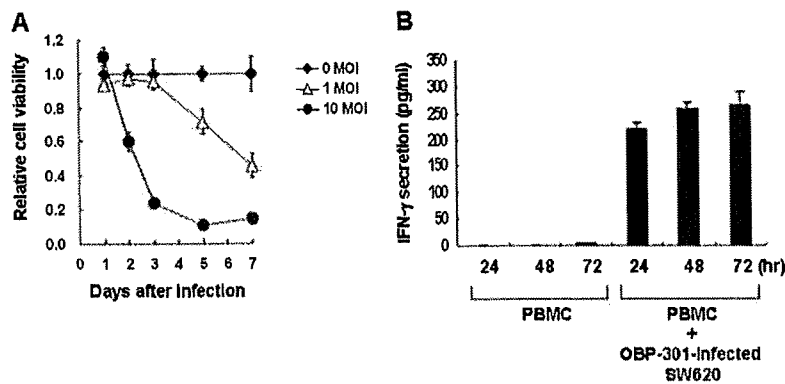 A
Relative cell viability
1.2
1.0
0.8
0.6
0.4
0.2
0.0
0 1 2 3 4 5 6 7
Days after infection
0 MOI
1 MOI
10 MOI
B
IFN-γ secretion (pg/ml)
350
300
250
200
150
100
50
0
24 48 72 24 48 72 (hr)
PBMC
PBMC
+
OBP-301-infected
SW620